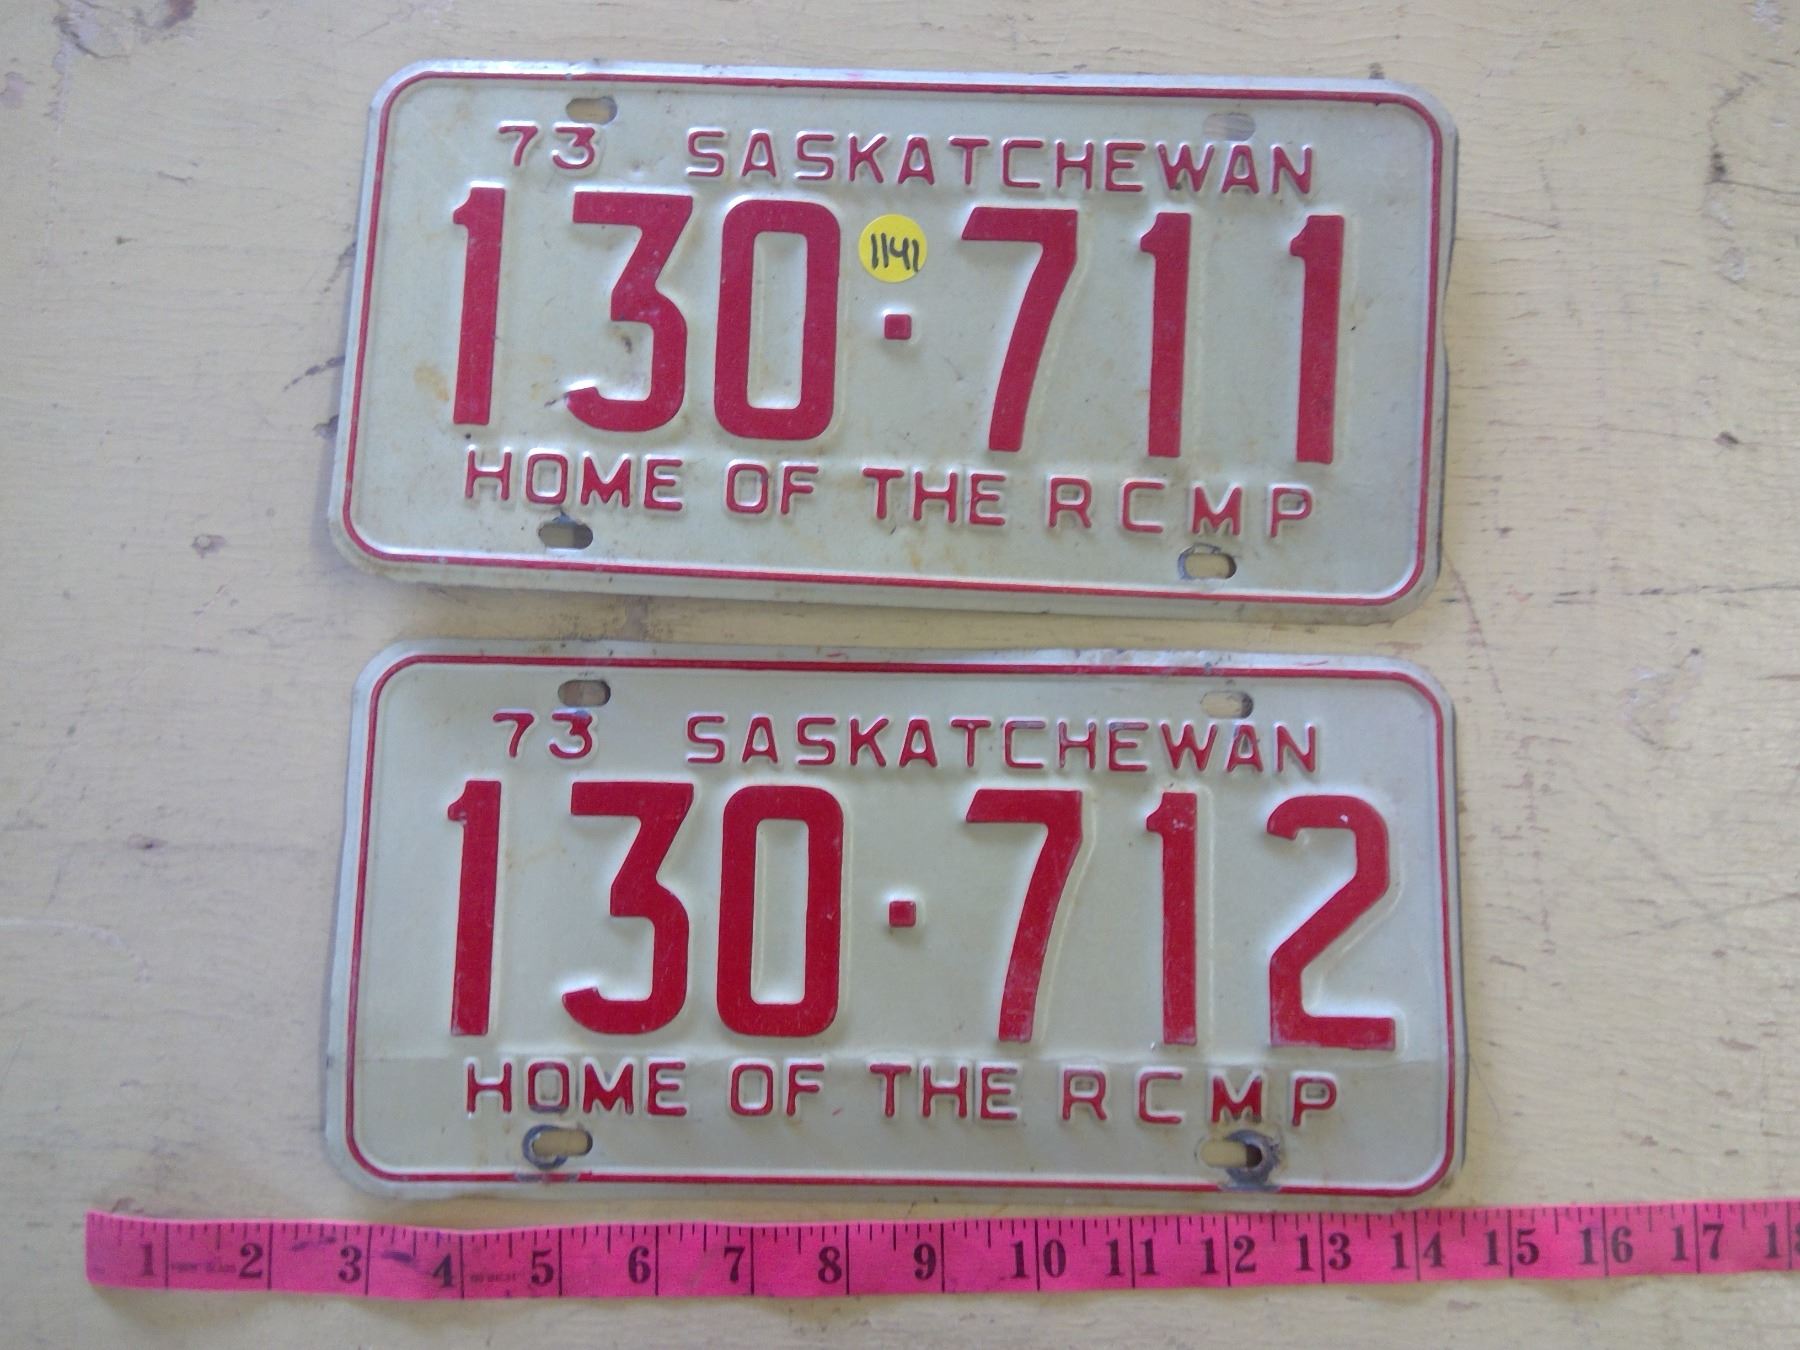 73 SASKATCHEWAN
1141
130·711
HOME OF THE RCMP
73 SASKATCHEWAN
130·712
HOME OF THE RCMP
1 2 3 4 5 6 7 8 9 10 11 12 13 14 15 16 17 18